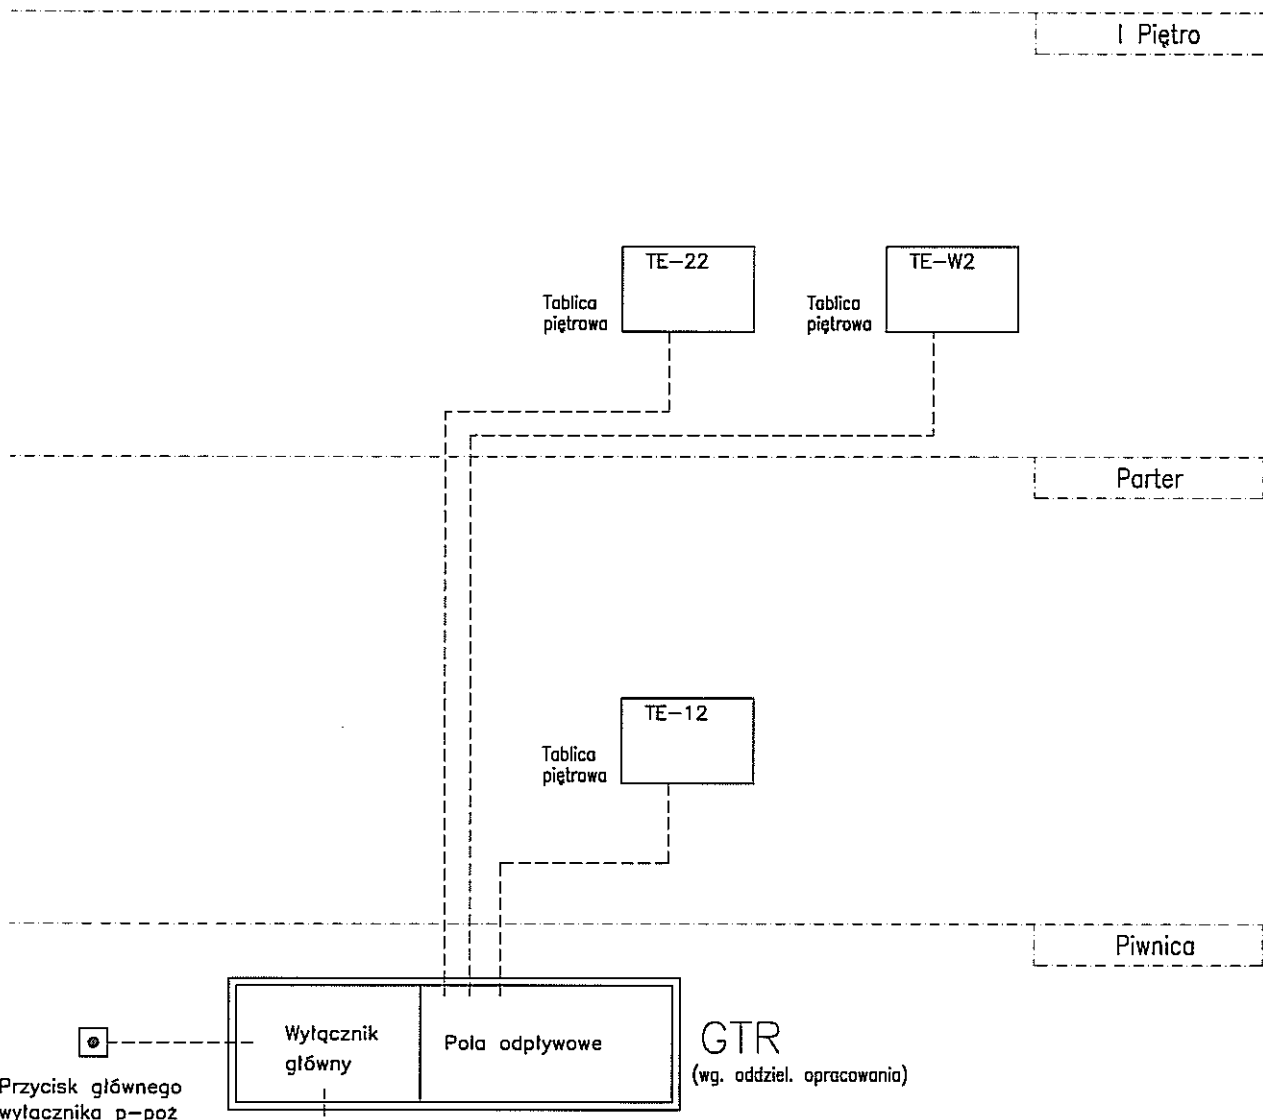 I Piętro
TE-22
TE-W2
Tablica
piętrowa
Tablica
piętrowa
Parter
TE-12
Tablica
piętrowa
Piwnica
Wyłącznik
główny
Pola odpływowe
GTR
(wg. oddziel. opracowania)
Przycisk głównego
wyłącznika p-poż